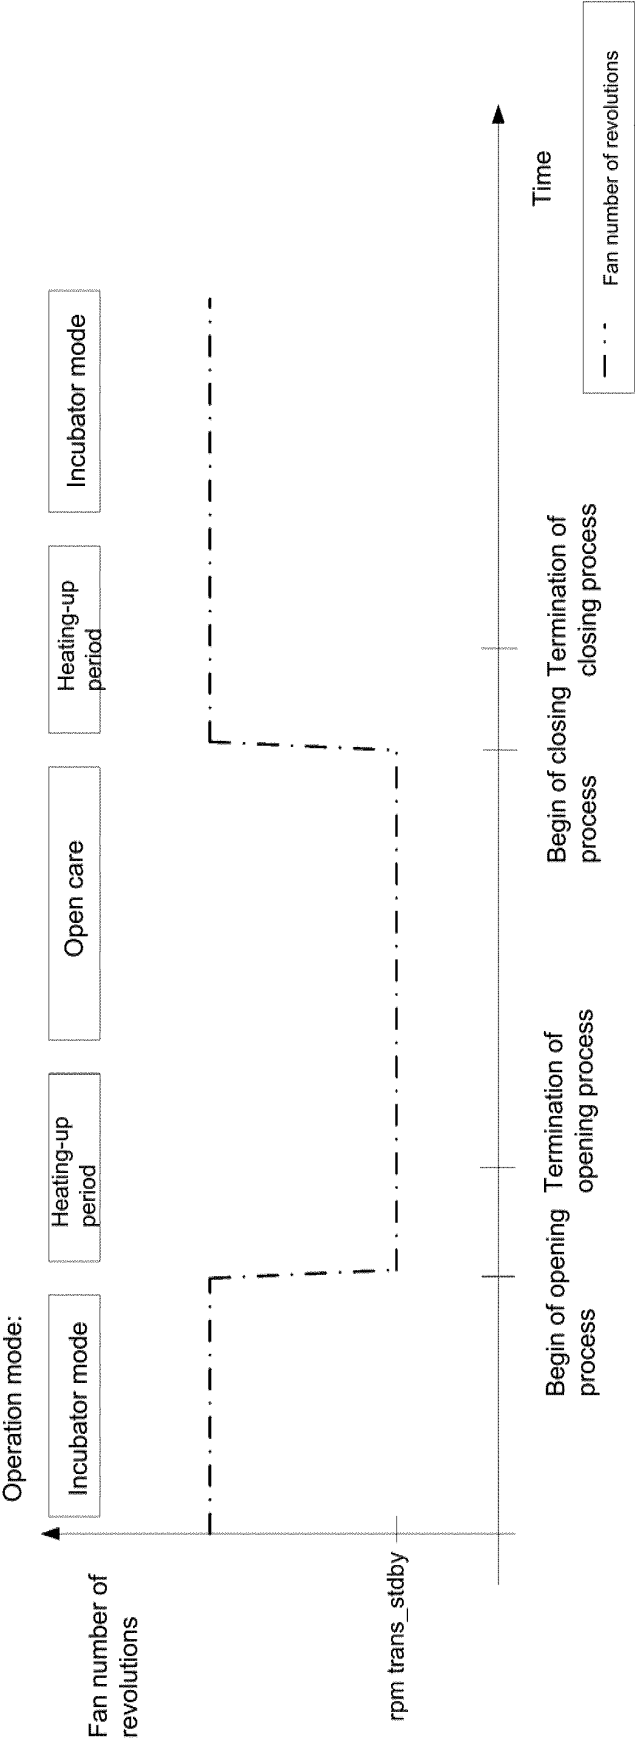 Operation mode:
Incubator mode
Heating-up
period
Open care
Heating-up
period
Incubator mode
Fan number of
revolutions
rpm trans_stdby
Begin of opening
process
Termination of
opening process
Begin of closing
process
Termination of
closing process
Time
Fan number of revolutions